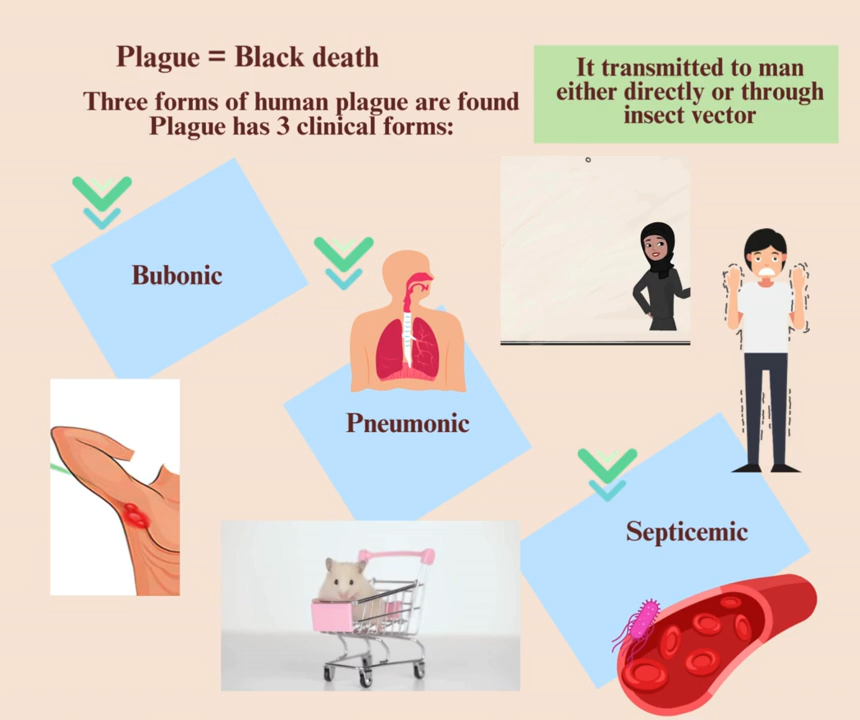 Plague = Black death
Three forms of human plague are found
Plague has 3 clinical forms:
It transmitted to man
either directly or through
insect vector
Bubonic
Pneumonic
Septicemic